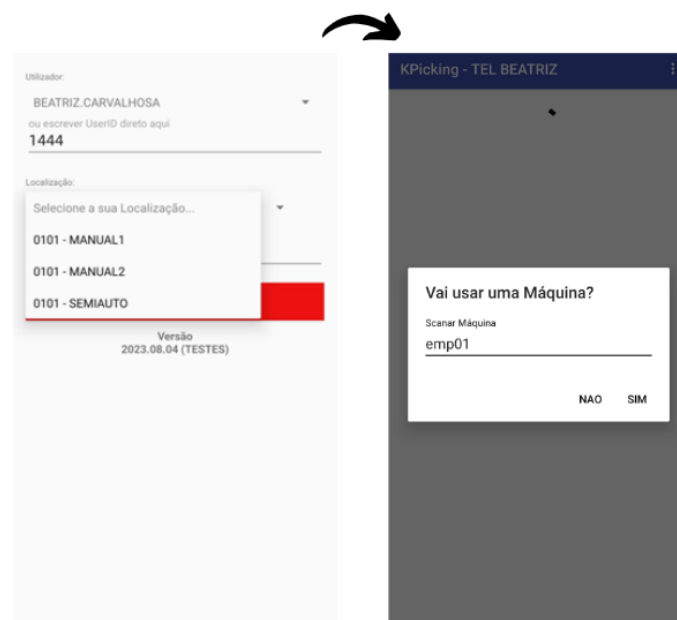 Utilizador:
BEATRIZ.CARVALHOSA
ou escrever UserID direto aqui
1444
Localização:
Selecione a sua Localização...
0101 - MANUAL1
0101 - MANUAL2
0101 - SEMIAUTO
Versão
2023.08.04 (TESTES)
KPicking - TEL BEATRIZ
Vai usar uma Máquina?
Scanar Máquina
emp01
NAO SIM